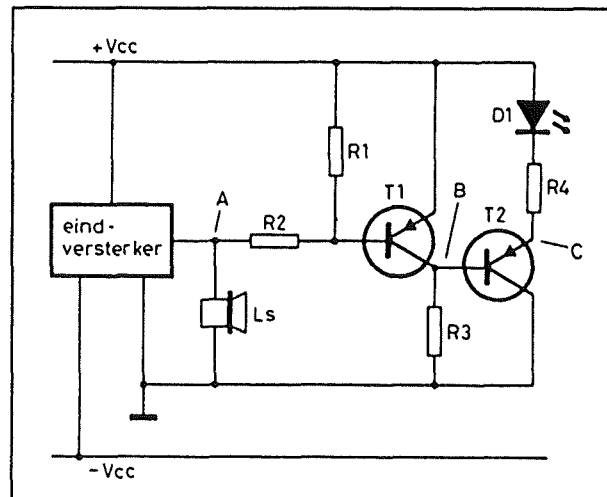 +Vcc
D1
R1
R4
T1
B
A
T2
R2
eind-
versterker
C
Ls
R3
-Vcc